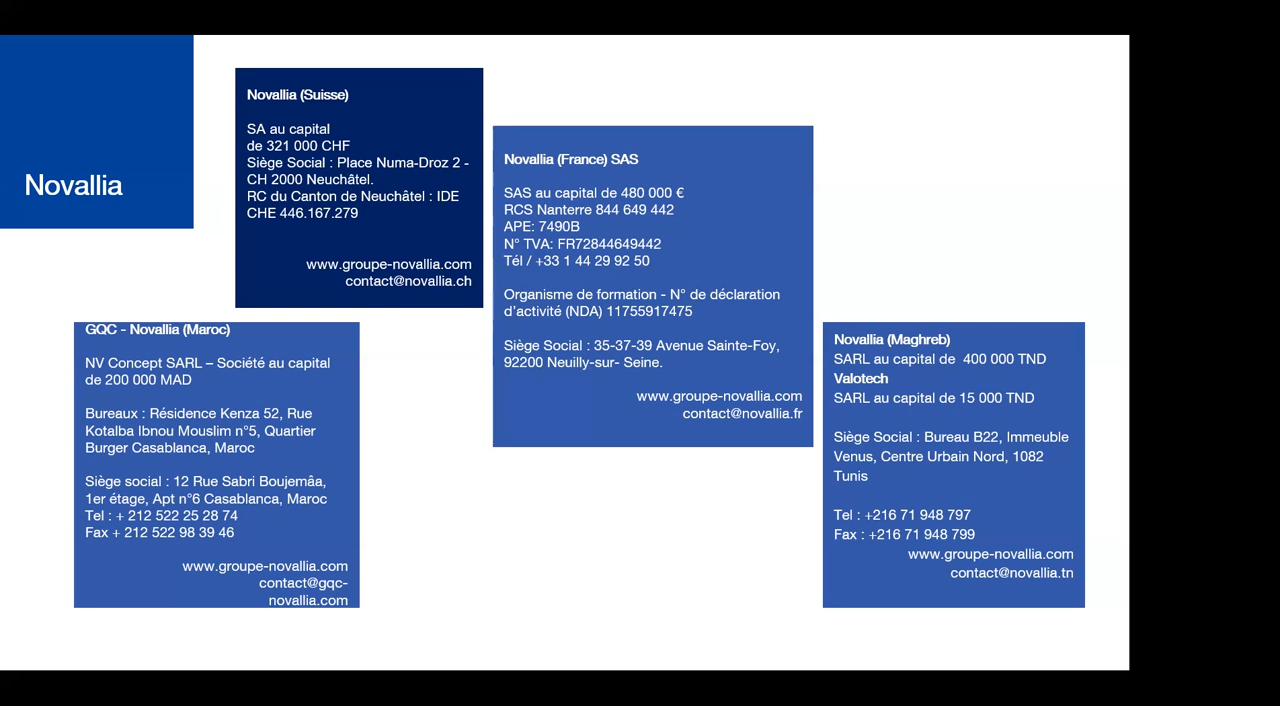 Novallia
Novallia (Suisse)
SA au capital
de 321 000 CHF
Siège Social : Place Numa-Droz 2 -
CH 2000 Neuchâtel.
RC du Canton de Neuchâtel : IDE
CHE 446.167.279
www.groupe-novallia.com
contact@novallia.ch
Novallia (France) SAS
SAS au capital de 480 000 €
RCS Nanterre 844 649 442
APE: 7490B
N° TVA: FR72844649442
Tél / +33 1 44 29 92 50
Organisme de formation - N° de déclaration
d'activité (NDA) 11755917475
Siège Social : 35-37-39 Avenue Sainte-Foy,
92200 Neuilly-sur- Seine.
www.groupe-novallia.com
contact@novallia.fr
GQC - Novallia (Maroc)
NV Concept SARL – Société au capital
de 200 000 MAD
Bureaux : Résidence Kenza 52, Rue
Kotalba Ibnou Mouslim n°5, Quartier
Burger Casablanca, Maroc
Siège social : 12 Rue Sabri Boujemâa,
1er étage, Apt n°6 Casablanca, Maroc
Tel : + 212 522 25 28 74
Fax + 212 522 98 39 46
www.groupe-novallia.com
contact@gqc-
novallia.com
Novallia (Maghreb)
SARL au capital de  400 000 TND
Valotech
SARL au capital de 15 000 TND
Siège Social : Bureau B22, Immeuble
Venus, Centre Urbain Nord, 1082
Tunis
Tel : +216 71 948 797
Fax : +216 71 948 799
www.groupe-novallia.com
contact@novallia.tn